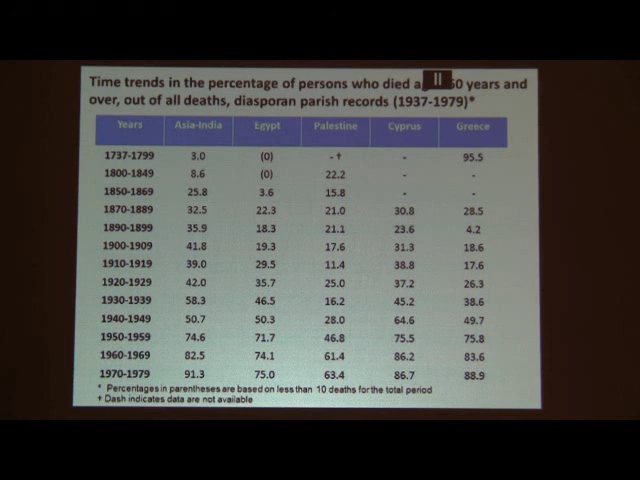 Time trends in the percentage of persons who died 60 years and
over, out of all deaths, diasporan parish records (1937-1979)*
Years Asia-India Egypt Palestine Cyprus Greece
1737-1799 3.0 (0) - † - 95.5
1800-1849 8.6 (0) 22.2 - -
1850-1869 25.8 3.6 15.8 - -
1870-1889 32.5 22.3 21.0 30.8 28.5
1890-1899 35.9 18.3 21.1 23.6 4.2
1900-1909 41.8 19.3 17.6 31.3 18.6
1910-1919 39.0 29.5 11.4 38.8 17.6
1920-1929 42.0 35.7 25.0 37.2 26.3
1930-1939 58.3 46.5 16.2 45.2 38.6
1940-1949 50.7 50.3 28.0 64.6 49.7
1950-1959 74.6 71.7 46.8 75.5 75.8
1960-1969 82.5 74.1 61.4 86.2 83.6
1970-1979 91.3 75.0 63.4 86.7 88.9
* Percentages in parentheses are based on less than 10 deaths for the total period
† Dash indicates data are not available